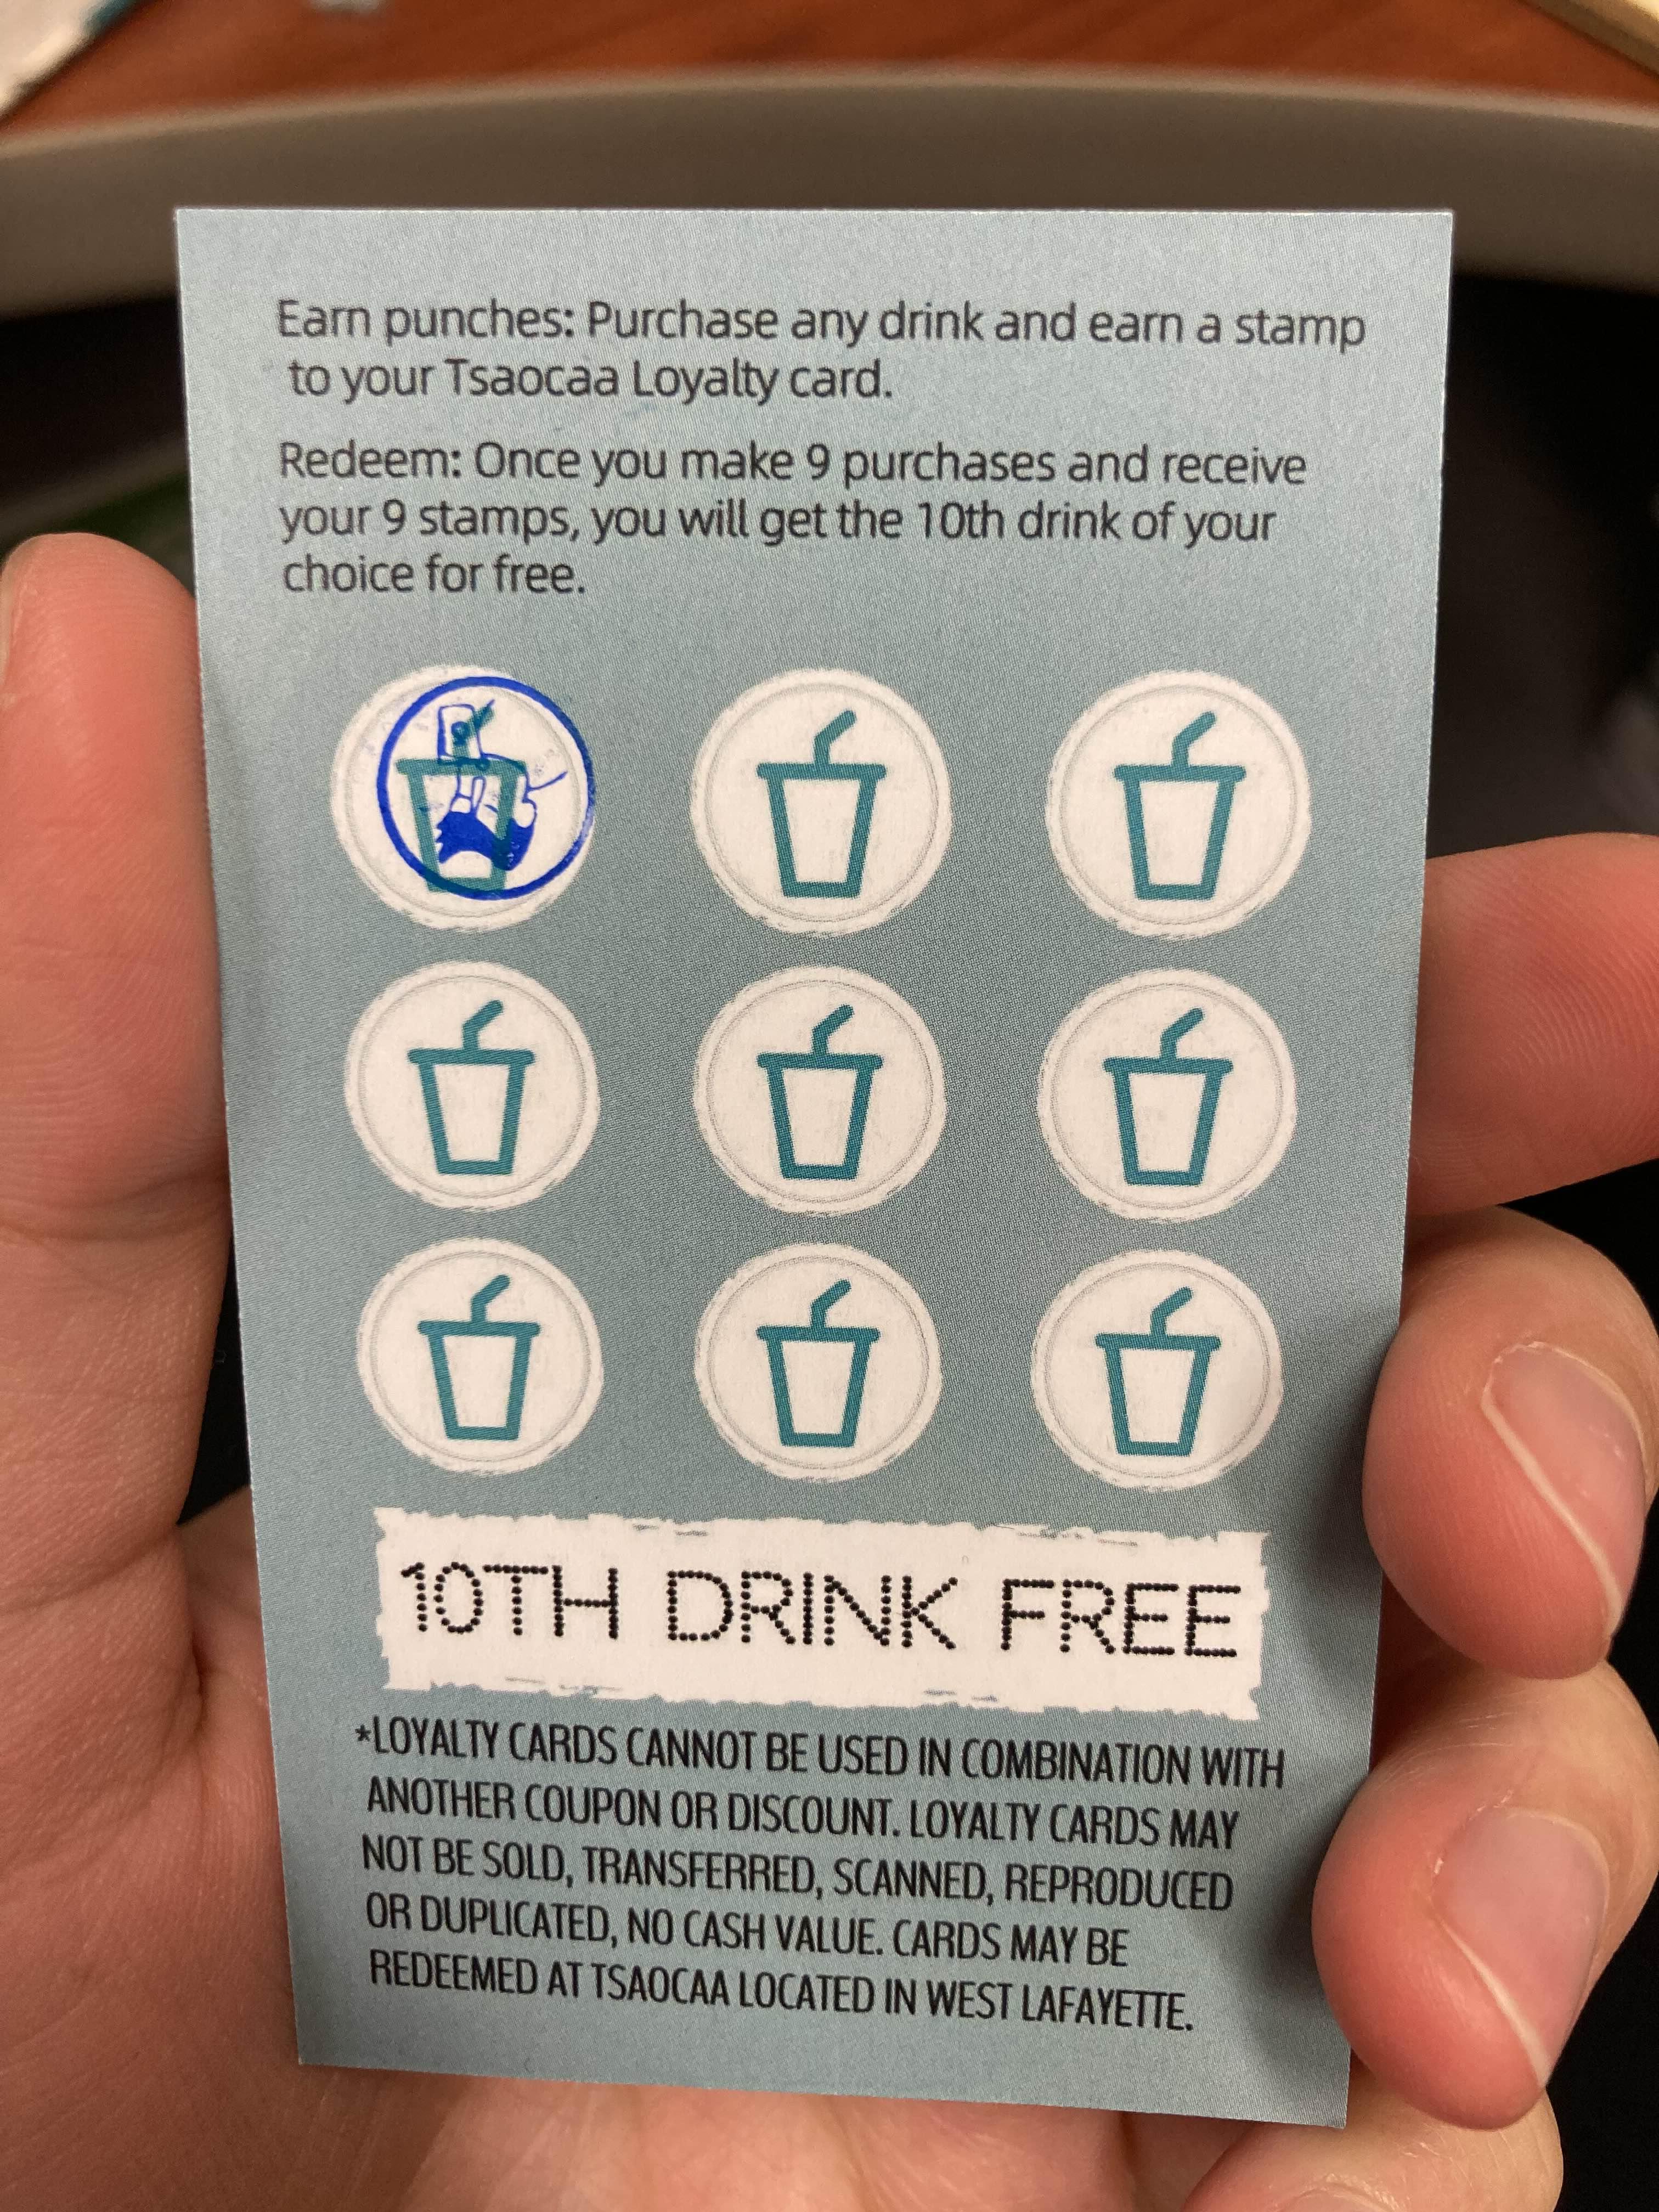 Earn punches: Purchase any drink and earn a stamp
to your Tsaocaa Loyalty card.
Redeem: Once you make 9 purchases and receive
your 9 stamps, you will get the 10th drink of your
choice for free.
10TH DRINK FREE
*LOYALTY CARDS CANNOT BE USED IN COMBINATION WITH
ANOTHER COUPON OR DISCOUNT. LOYALTY CARDS MAY
NOT BE SOLD, TRANSFERRED, SCANNED, REPRODUCED
OR DUPLICATED, NO CASH VALUE. CARDS MAY BE
REDEEMED AT TSAOCAA LOCATED IN WEST LAFAYETTE.